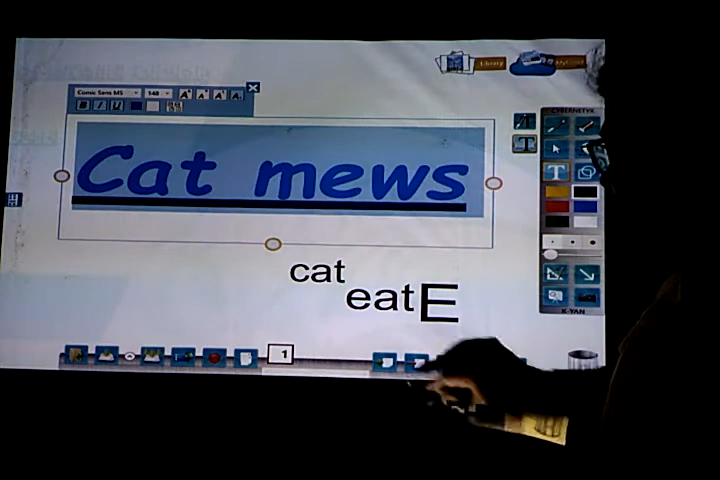 Library
Comic Sans MS 148
CYBERNETYK
Cat mews
cat
eatE
K-YAN
1